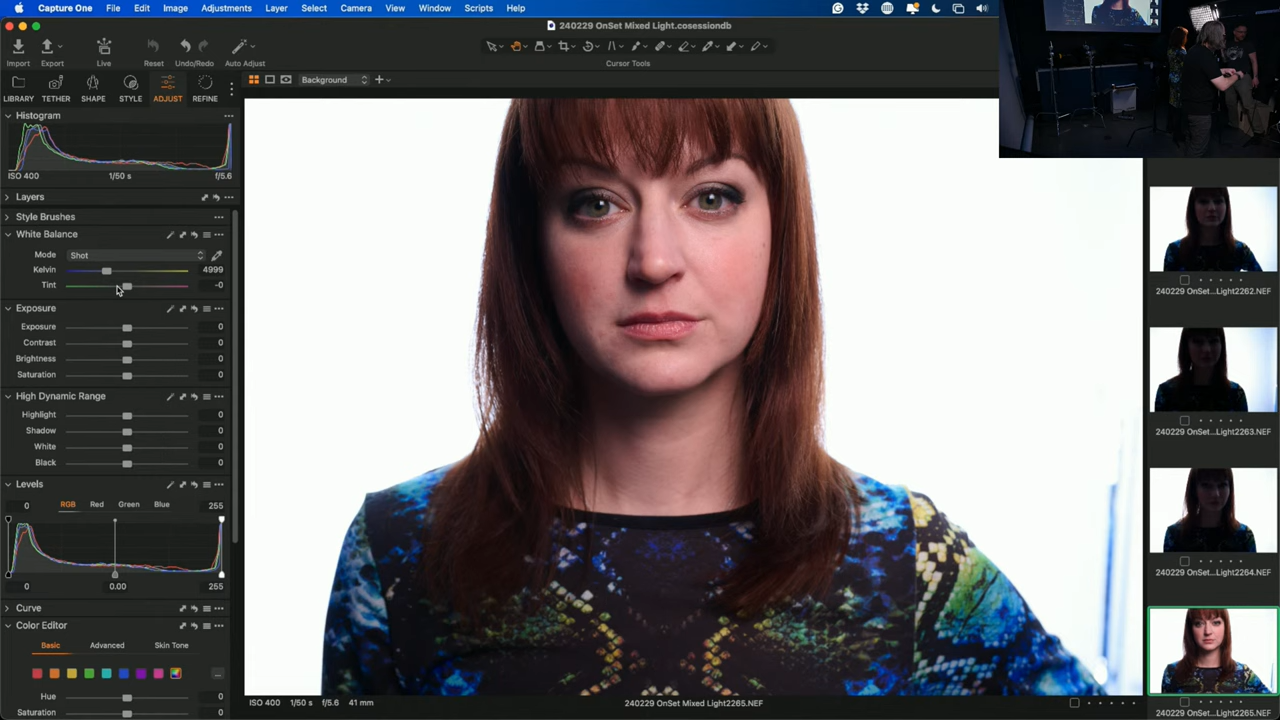 Capture One File Edit Image Adjustments Layer Select Camera View Window Scripts Help
240229 OnSet Mixed Light.cosessiondb
Import Export Live Reset Undo/Redo Auto Adjust Cursor Tools
Background
LIBRARY TETHER SHAPE STYLE ADJUST REFINE
Histogram
ISO 400 1/50 s f/5.6
Layers
Style Brushes
White Balance
Mode Shot
Kelvin 4999
Tint -0
Exposure
Exposure 0
Contrast 0
Brightness 0
Saturation 0
High Dynamic Range
Highlight 0
Shadow 0
White 0
Black 0
Levels
0 RGB Red Green Blue 255
0 0.00 255
Curve
Color Editor
Basic Advanced Skin Tone
Hue 0
Saturation 0
ISO 400 1/50 s f/5.6 41 mm
240229 OnSet Mixed Light2265.NEF
240229 OnSet...Light2262.NEF
240229 OnSet...Light2263.NEF
240229 OnSet...Light2264.NEF
240229 OnSet...Light2265.NEF